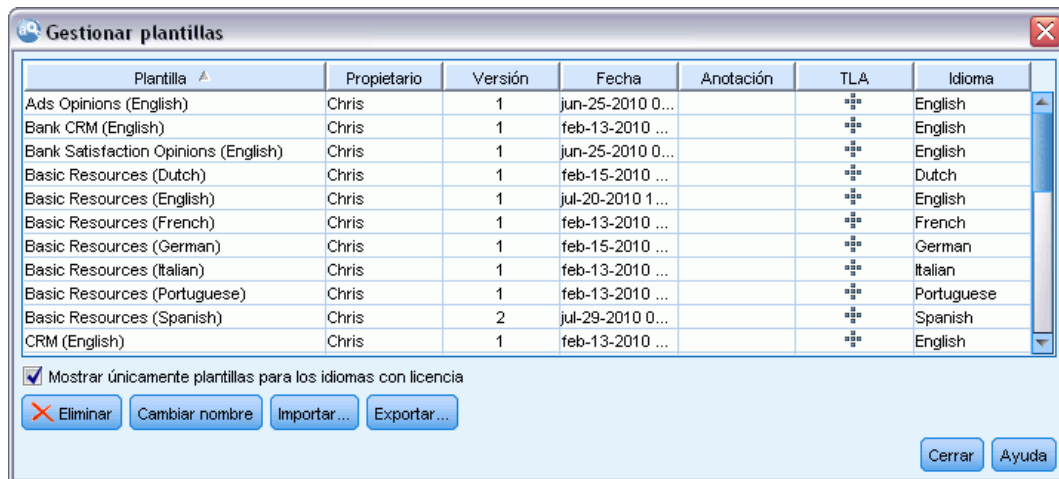 Gestionar plantillas
Plantilla Propietario Versión Fecha Anotación TLA Idioma
Ads Opinions (English) Chris 1 jun-25-2010 0... English
Bank CRM (English) Chris 1 feb-13-2010 ... English
Bank Satisfaction Opinions (English) Chris 1 jun-25-2010 0... English
Basic Resources (Dutch) Chris 1 feb-15-2010 ... Dutch
Basic Resources (English) Chris 1 jul-20-2010 1... English
Basic Resources (French) Chris 1 feb-13-2010 ... French
Basic Resources (German) Chris 1 feb-15-2010 ... German
Basic Resources (Italian) Chris 1 feb-13-2010 ... Italian
Basic Resources (Portuguese) Chris 1 feb-13-2010 ... Portuguese
Basic Resources (Spanish) Chris 2 jul-29-2010 0... Spanish
CRM (English) Chris 1 feb-13-2010 ... English
Mostrar únicamente plantillas para los idiomas con licencia
Eliminar Cambiar nombre Importar... Exportar...
Cerrar Ayuda